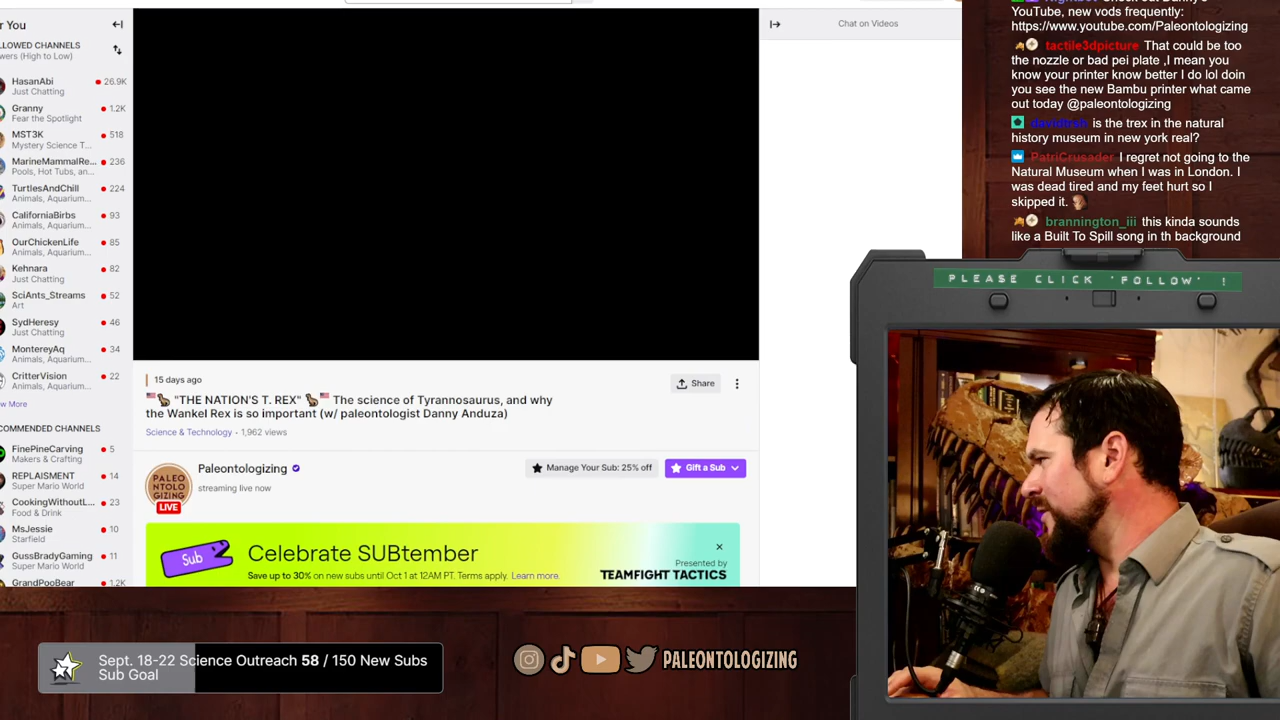 r You
LLOWED CHANNELS
wers (High to Low)
HasanAbi
Just Chatting
26.9K
Granny
Fear the Spotlight
1.2K
MST3K
Mystery Science T...
518
MarineMammalRe...
Pools, Hot Tubs, an...
236
TurtlesAndChill
Animals, Aquarium...
224
CaliforniaBirbs
Animals, Aquarium...
93
OurChickenLife
Animals, Aquarium...
85
Kehnara
Just Chatting
82
SciAnts_Streams
Art
52
SydHeresy
Just Chatting
46
MontereyAq
Animals, Aquarium...
34
CritterVision
Animals, Aquarium...
22
ow More
COMMENDED CHANNELS
FinePineCarving
Makers & Crafting
5
REPLAISMENT
Super Mario World
14
CookingWithoutL...
Food & Drink
23
MsJessie
Starfield
10
GussBradyGaming
Super Mario World
11
GrandPooBear
1.2K
Chat on Videos
15 days ago
Share
"THE NATION'S T. REX" The science of Tyrannosaurus, and why
the Wankel Rex is so important (w/ paleontologist Danny Anduza)
Science & Technology • 1,962 views
PALEO
NTOLO
GIZING
LIVE
Paleontologizing
streaming live now
Manage Your Sub: 25% off
Gift a Sub
Sub
Celebrate SUBtember
Save up to 30% on new subs until Oct 1 at 12AM PT. Terms apply. Learn more.
Presented by
TEAMFIGHT TACTICS
YouTube, new vods frequently:
https://www.youtube.com/Paleontologizing
tactile3dpicture That could be too
the nozzle or bad pei plate ,I mean you
know your printer know better I do lol doin
you see the new Bambu printer what came
out today @paleontologizing
is the trex in the natural
history museum in new york real?
PatriCrusader I regret not going to the
Natural Museum when I was in London. I
was dead tired and my feet hurt so I
skipped it.
brannington_iii this kinda sounds
like a Built To Spill song in th background
PLEASE CLICK 'FOLLOW' !
Sept. 18-22 Science Outreach 58 / 150 New Subs
Sub Goal
PALEONTOLOGIZING